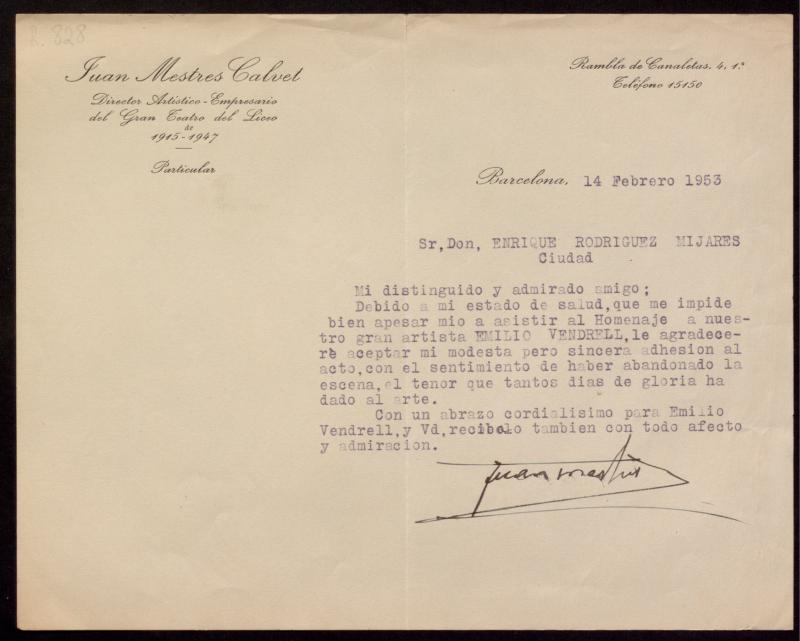 R. 828
Juan Mestres Calvet
Director Artístico-Empresario
del Gran Teatro del Liceo
de
1915-1947
Particular
Rambla de Canaletas. 4, 1.º
Teléfono 15150
Barcelona, 14 Febrero 1953
Sr,Don, ENRIQUE RODRIGUEZ MIJARES
Ciudad
Mi distinguido y admirado amigo;
Debido a mi estado de salud,que me impide
bien apesar mio a asistir al Homenaje a nues-
tro gran artista EMILIO VENDRELL,le agradece-
rè aceptar mi modesta pero sincera adhesion al
acto,con el sentimiento de haber abandonado la
escena,el tenor que tantos dias de gloria ha
dado al arte.
Con un abrazo cordialisimo para Emilio
Vendrell,y Vd,recibalo tambien con todo afecto
y admiracion.
Juan Mestres